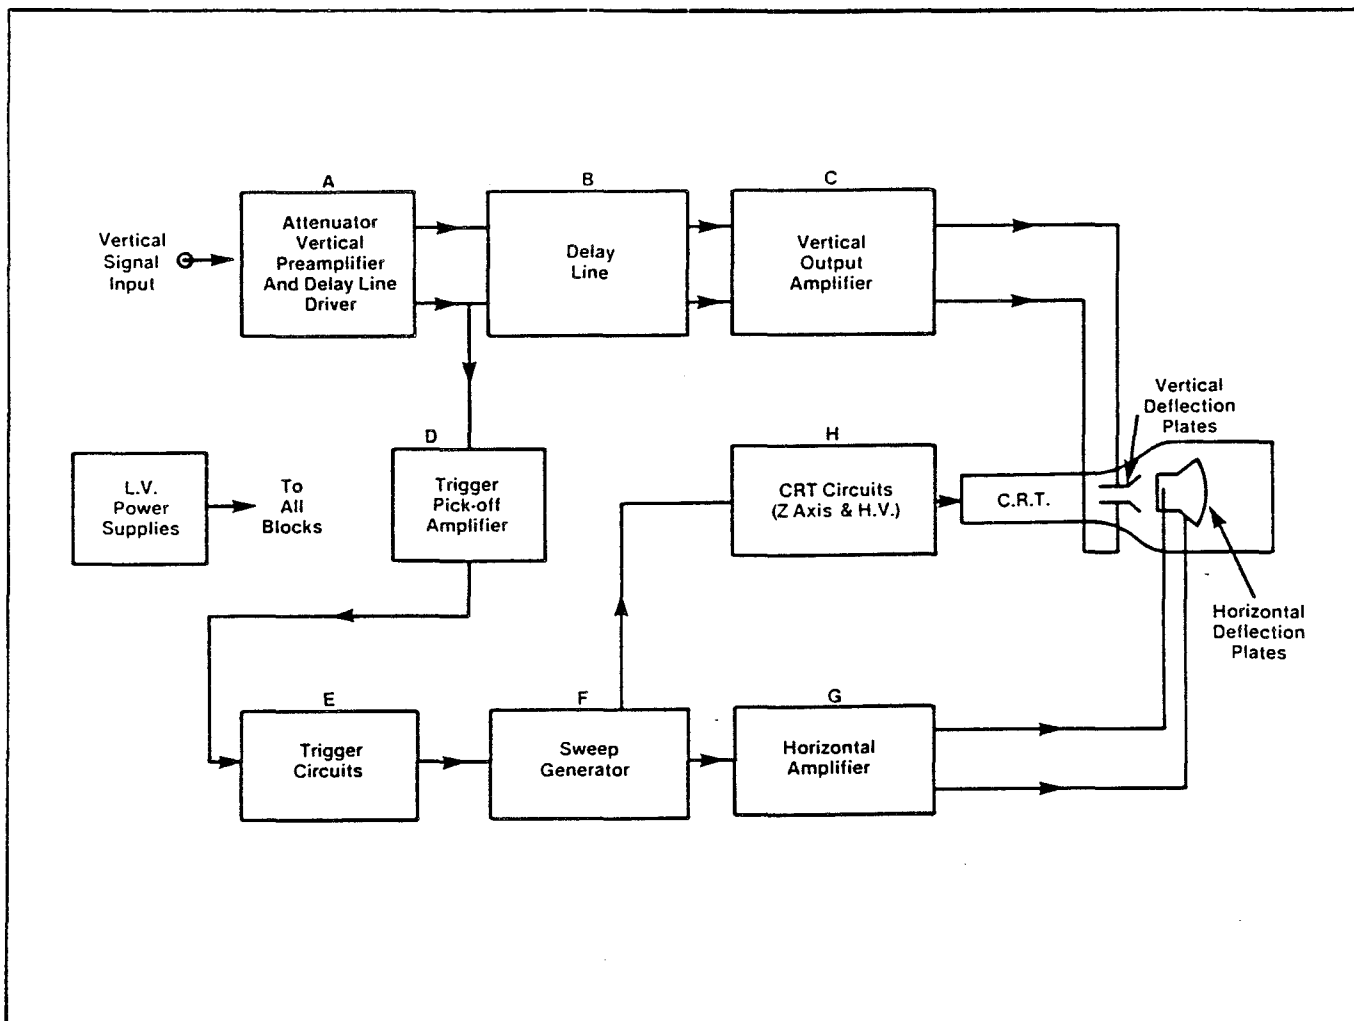 A
Attenuator
Vertical
Preamplifier
And Delay Line
Driver
B
Delay
Line
C
Vertical
Output
Amplifier
Vertical
Signal
Input
D
Trigger
Pick-off
Amplifier
L.V.
Power
Supplies
To
All
Blocks
H
CRT Circuits
(Z Axis & H.V.)
C.R.T.
Vertical
Deflection
Plates
Horizontal
Deflection
Plates
E
Trigger
Circuits
F
Sweep
Generator
G
Horizontal
Amplifier